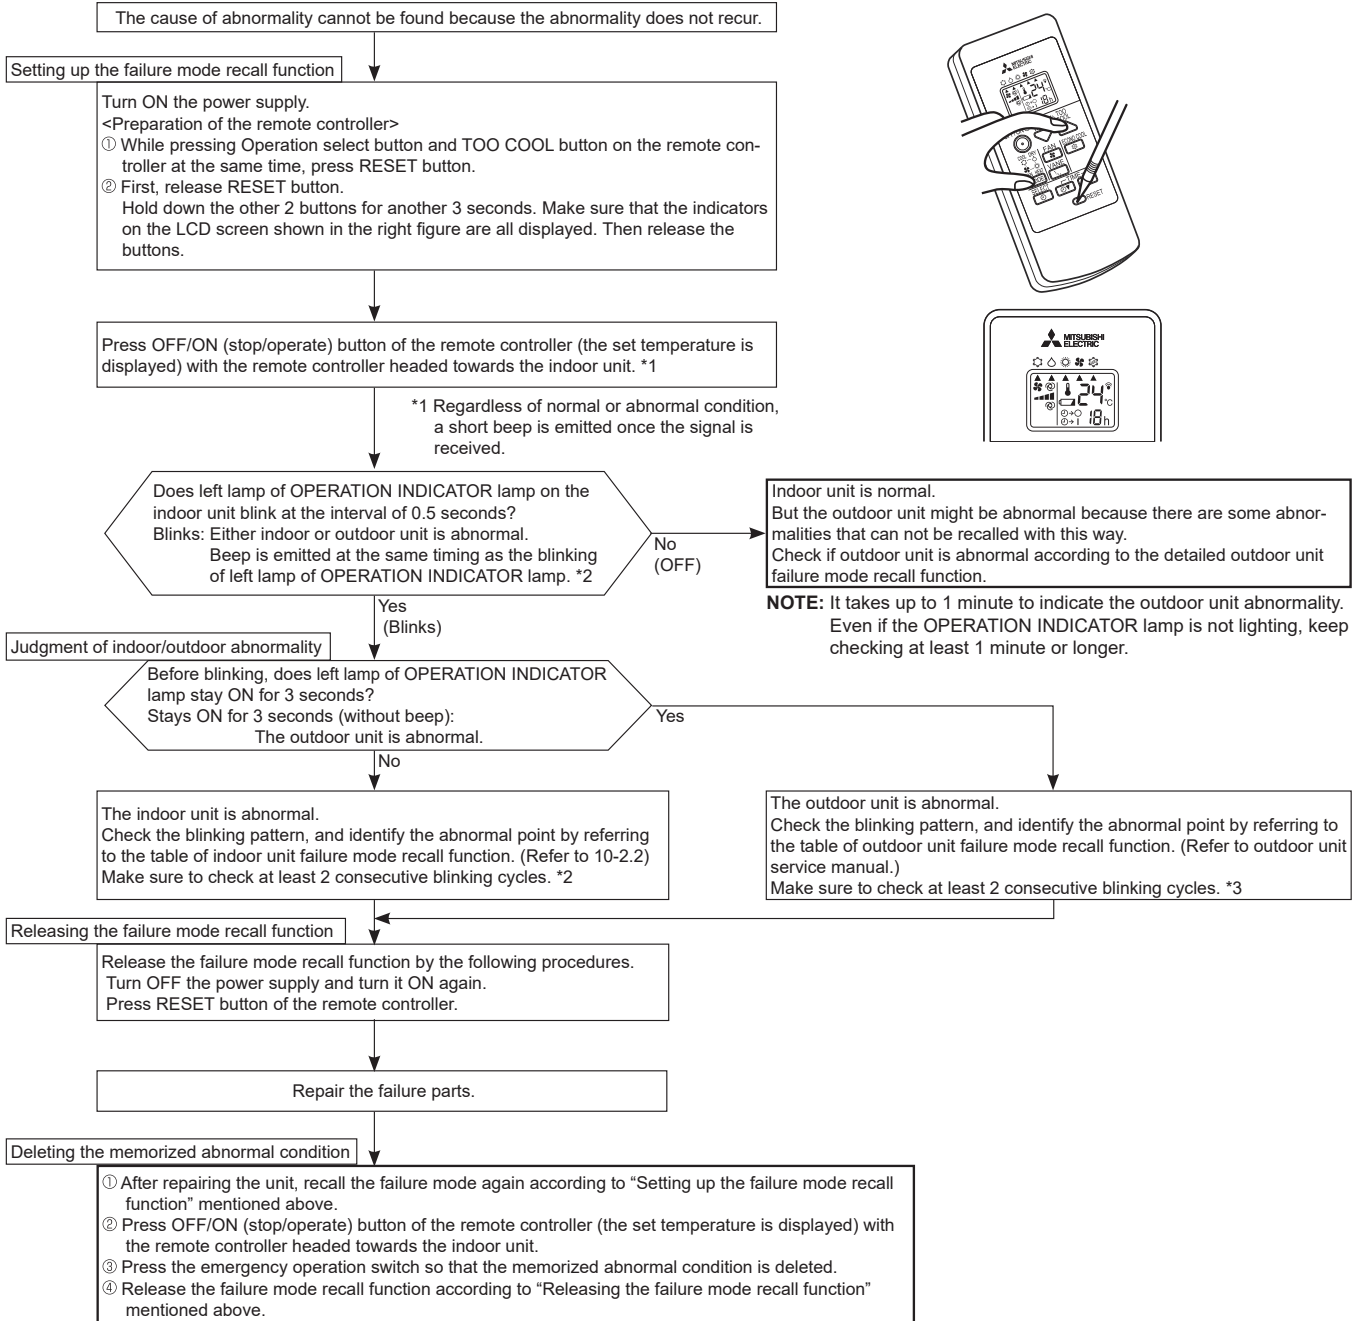 The cause of abnormality cannot be found because the abnormality does not recur.
Setting up the failure mode recall function
Turn ON the power supply.
<Preparation of the remote controller>
① While pressing Operation select button and TOO COOL button on the remote con-
troller at the same time, press RESET button.
② First, release RESET button.
Hold down the other 2 buttons for another 3 seconds. Make sure that the indicators
on the LCD screen shown in the right figure are all displayed. Then release the
buttons.
MITSUBISHI
ELECTRIC
24°C
18h
TOO
FAN
VANE
TIME
SELECT
RESET
Press OFF/ON (stop/operate) button of the remote controller (the set temperature is
displayed) with the remote controller headed towards the indoor unit. *1
MITSUBISHI
ELECTRIC
24°C
18h
*1 Regardless of normal or abnormal condition,
a short beep is emitted once the signal is
received.
Does left lamp of OPERATION INDICATOR lamp on the
indoor unit blink at the interval of 0.5 seconds?
Blinks: Either indoor or outdoor unit is abnormal.
Beep is emitted at the same timing as the blinking
of left lamp of OPERATION INDICATOR lamp. *2
No
(OFF)
Indoor unit is normal.
But the outdoor unit might be abnormal because there are some abnor-
malities that can not be recalled with this way.
Check if outdoor unit is abnormal according to the detailed outdoor unit
failure mode recall function.
NOTE: It takes up to 1 minute to indicate the outdoor unit abnormality.
Even if the OPERATION INDICATOR lamp is not lighting, keep
checking at least 1 minute or longer.
Yes
(Blinks)
Judgment of indoor/outdoor abnormality
Before blinking, does left lamp of OPERATION INDICATOR
lamp stay ON for 3 seconds?
Stays ON for 3 seconds (without beep):
The outdoor unit is abnormal.
Yes
No
The indoor unit is abnormal.
Check the blinking pattern, and identify the abnormal point by referring
to the table of indoor unit failure mode recall function. (Refer to 10-2.2)
Make sure to check at least 2 consecutive blinking cycles. *2
The outdoor unit is abnormal.
Check the blinking pattern, and identify the abnormal point by referring to
the table of outdoor unit failure mode recall function. (Refer to outdoor unit
service manual.)
Make sure to check at least 2 consecutive blinking cycles. *3
Releasing the failure mode recall function
Release the failure mode recall function by the following procedures.
Turn OFF the power supply and turn it ON again.
Press RESET button of the remote controller.
Repair the failure parts.
Deleting the memorized abnormal condition
① After repairing the unit, recall the failure mode again according to “Setting up the failure mode recall
function” mentioned above.
② Press OFF/ON (stop/operate) button of the remote controller (the set temperature is displayed) with
the remote controller headed towards the indoor unit.
③ Press the emergency operation switch so that the memorized abnormal condition is deleted.
④ Release the failure mode recall function according to “Releasing the failure mode recall function”
mentioned above.